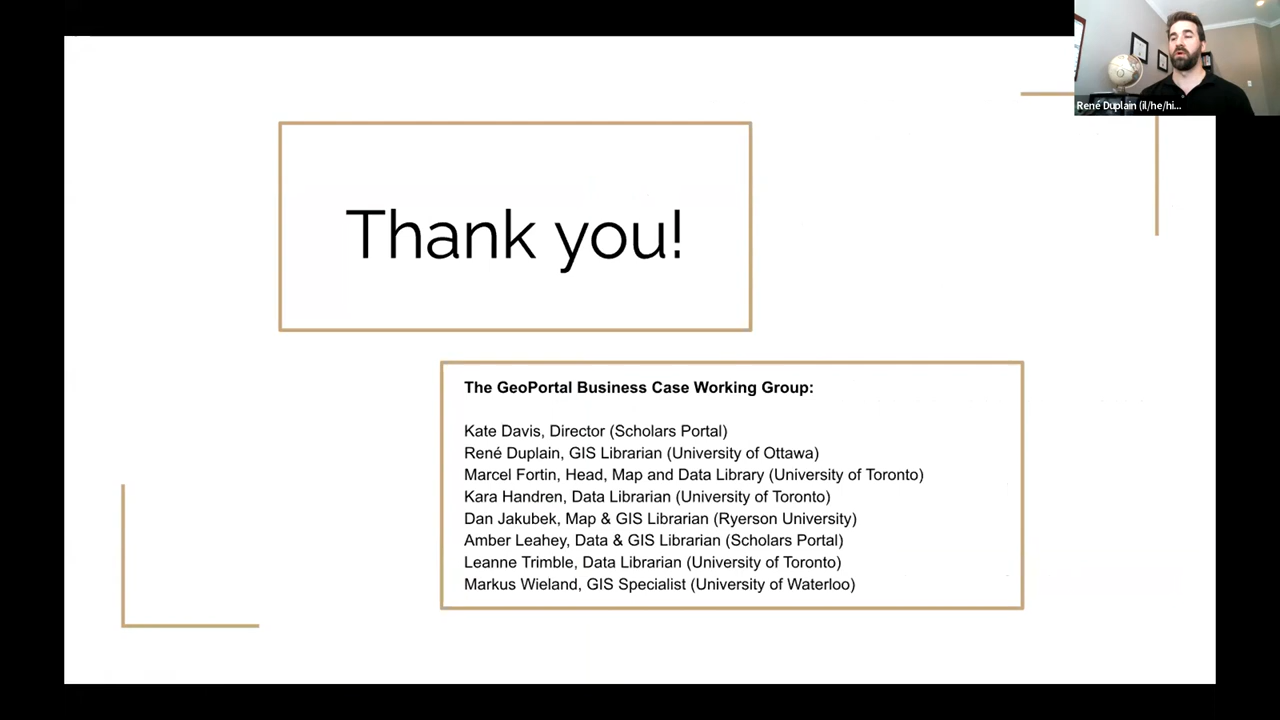 René Duplain (il/he/hi...
Thank you!
The GeoPortal Business Case Working Group:
Kate Davis, Director (Scholars Portal)
René Duplain, GIS Librarian (University of Ottawa)
Marcel Fortin, Head, Map and Data Library (University of Toronto)
Kara Handren, Data Librarian (University of Toronto)
Dan Jakubek, Map & GIS Librarian (Ryerson University)
Amber Leahey, Data & GIS Librarian (Scholars Portal)
Leanne Trimble, Data Librarian (University of Toronto)
Markus Wieland, GIS Specialist (University of Waterloo)